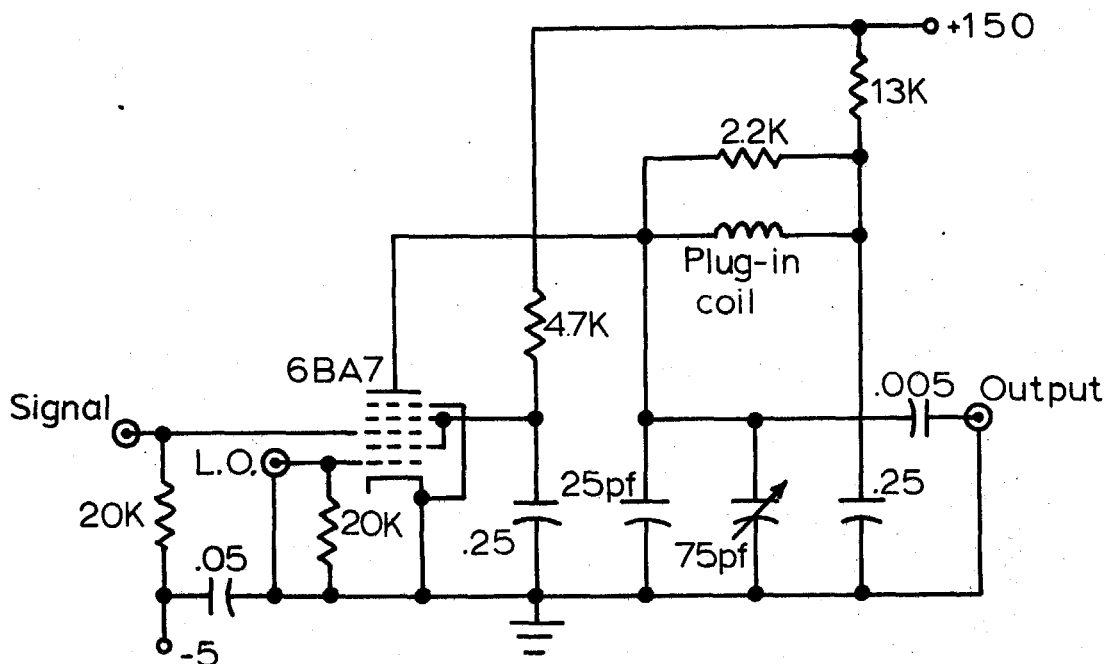 +150
13K
2.2K
Plug-in
coil
4.7K
6BA7
.005
Output
Signal
L.O.
25pf
.25
20K
20K
.25
75pf
.05
-5